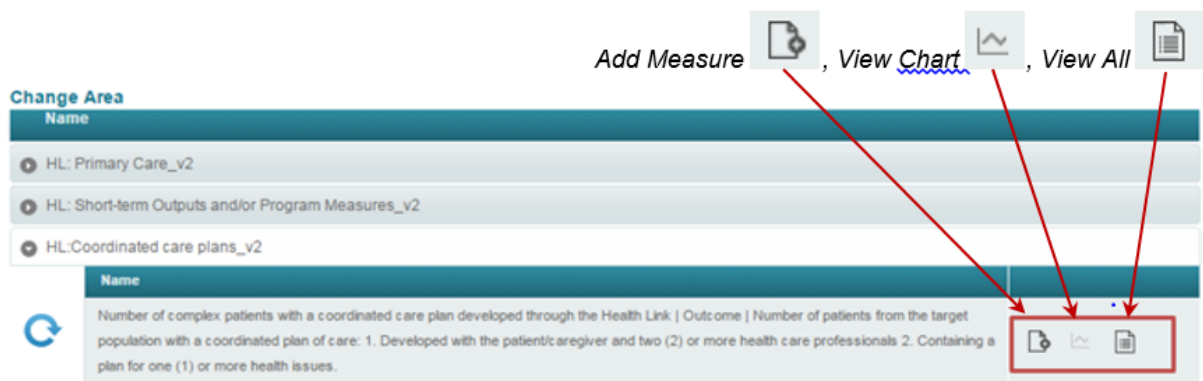 Add Measure , View Chart , View All
Change Area
Name
HL: Primary Care_v2
HL: Short-term Outputs and/or Program Measures_v2
HL:Coordinated care plans_v2
Name
Number of complex patients with a coordinated care plan developed through the Health Link | Outcome | Number of patients from the target
population with a coordinated plan of care: 1. Developed with the patient/caregiver and two (2) or more health care professionals 2. Containing a
plan for one (1) or more health issues.